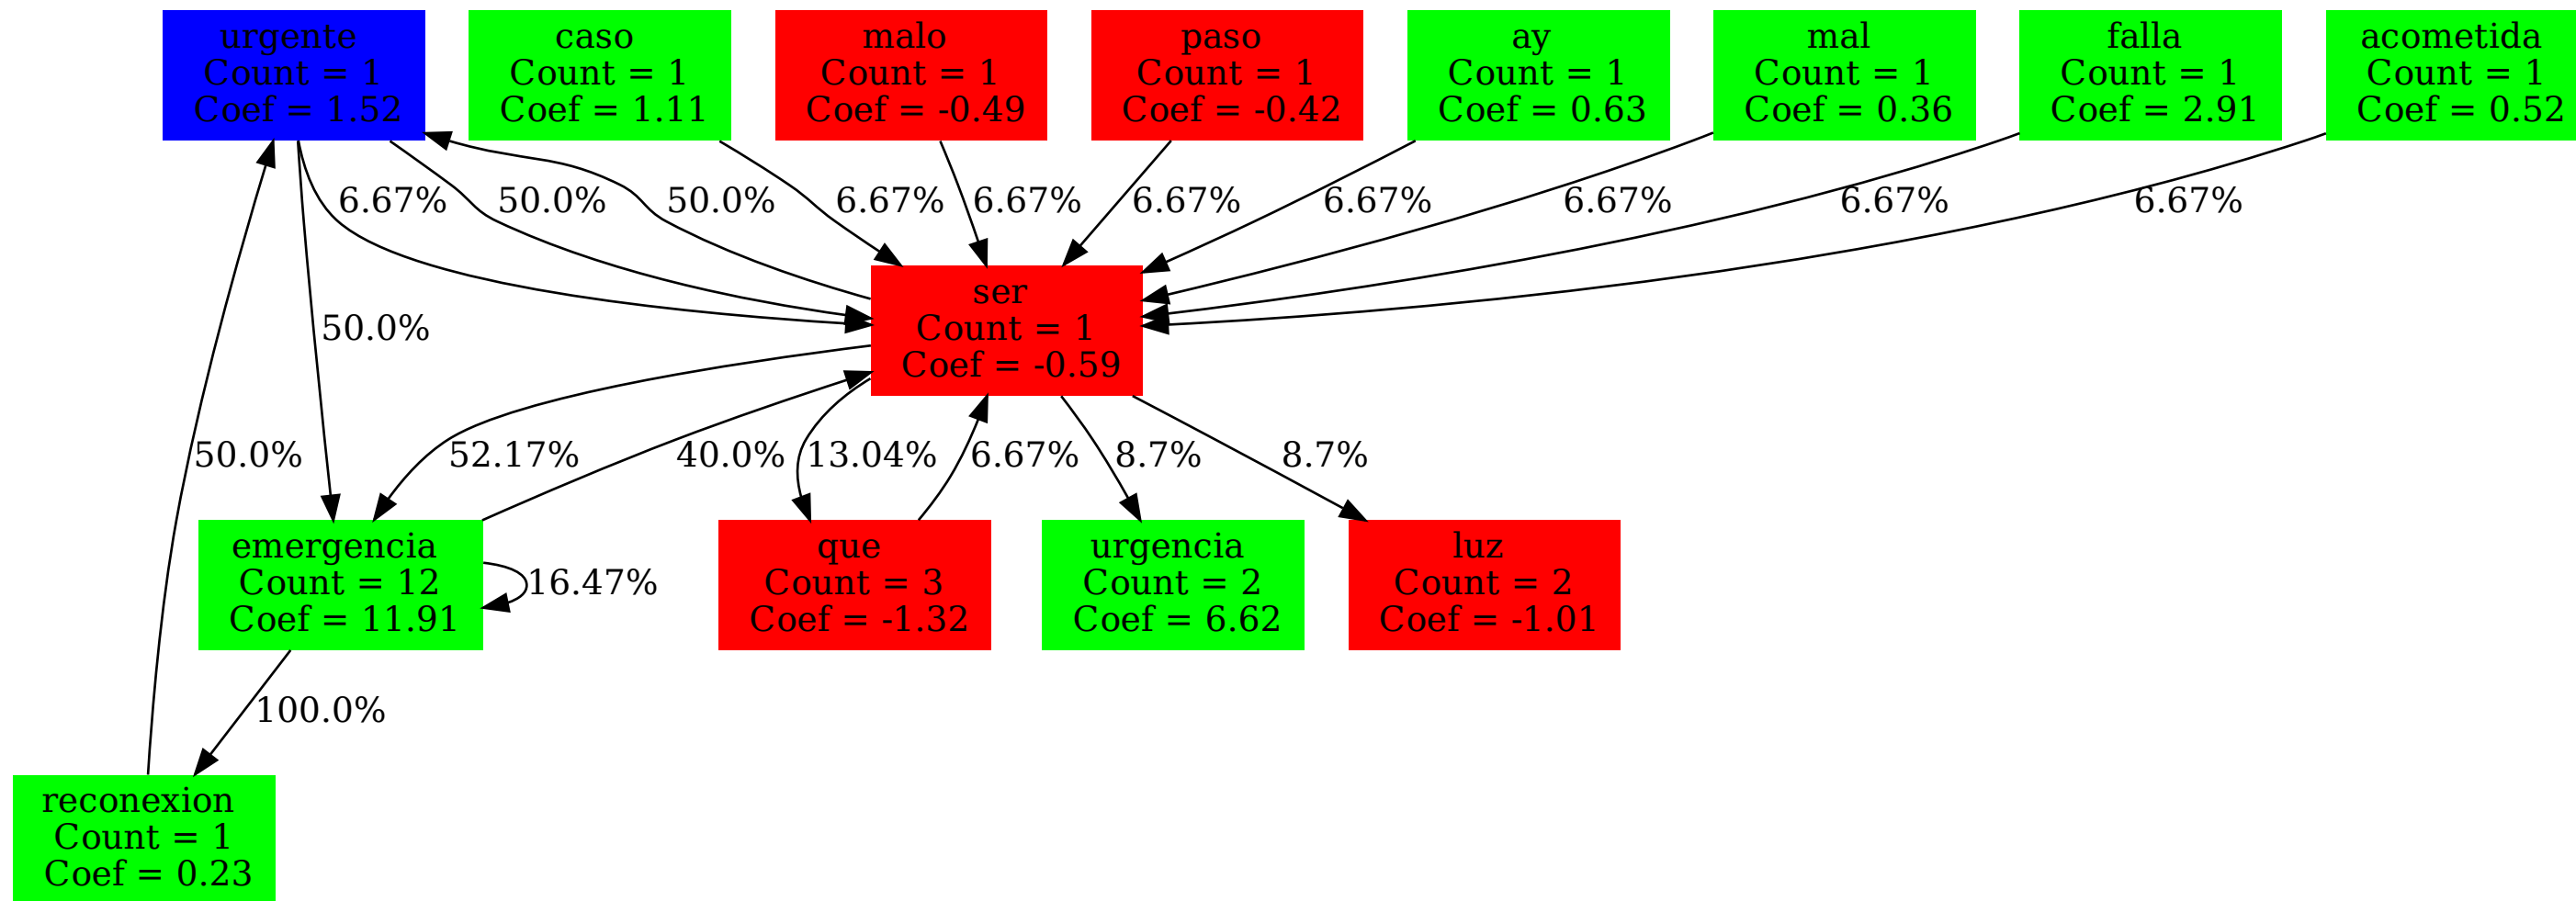 urgente
Count = 1
Coef = 1.52
caso
Count = 1
Coef = 1.11
malo
Count = 1
Coef = -0.49
paso
Count = 1
Coef = -0.42
ay
Count = 1
Coef = 0.63
mal
Count = 1
Coef = 0.36
falla
Count = 1
Coef = 2.91
acometida
Count = 1
Coef = 0.52
6.67%
50.0%
50.0%
6.67%
6.67%
6.67%
6.67%
6.67%
6.67%
6.67%
ser
Count = 1
Coef = -0.59
50.0%
50.0%
52.17%
40.0%
13.04%
6.67%
8.7%
8.7%
emergencia
Count = 12
Coef = 11.91
16.47%
que
Count = 3
Coef = -1.32
urgencia
Count = 2
Coef = 6.62
luz
Count = 2
Coef = -1.01
100.0%
reconexion
Count = 1
Coef = 0.23